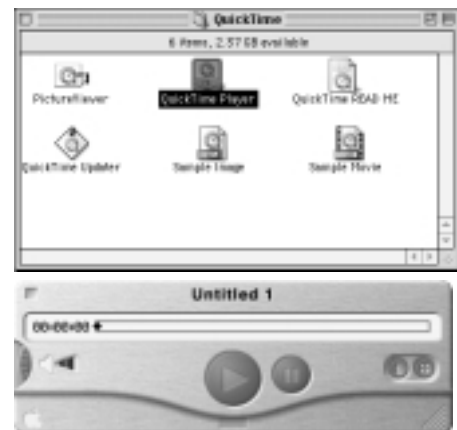 QuickTime
6 items, 2.37 GB available
PictureViewer
QuickTime Player
QuickTime READ ME
QuickTime Updater
Sample Image
Sample Movie
Untitled 1
00:00:00